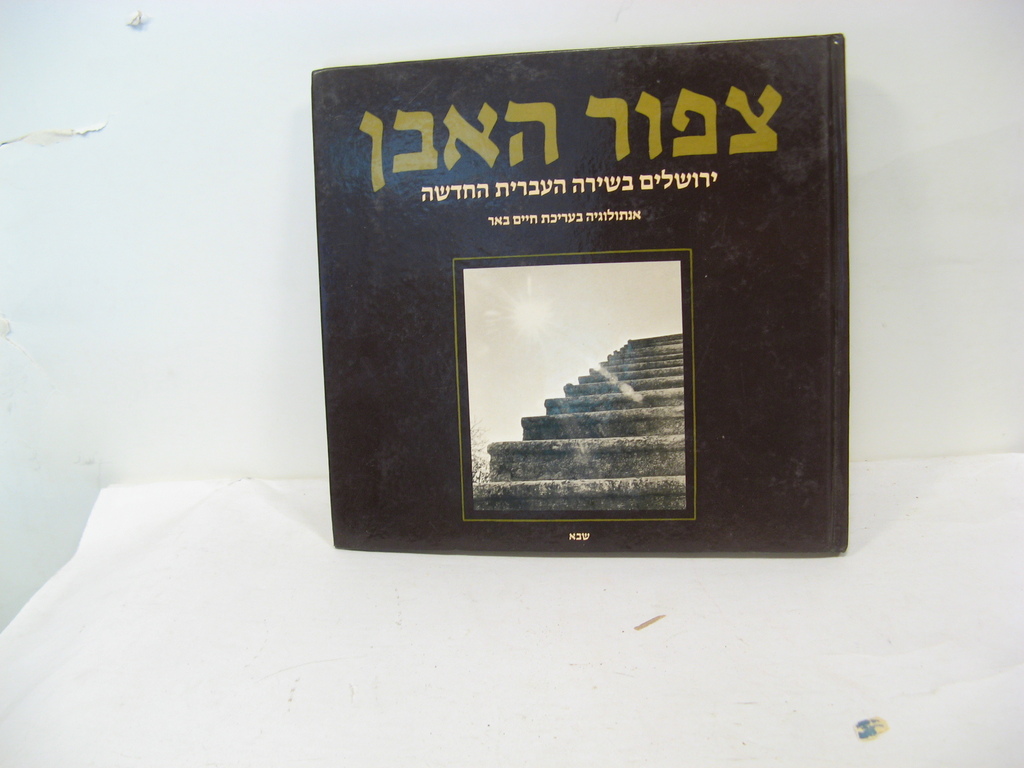 צפור האבן
ירושלים בשירה העברית החדשה
אנתולוגיה בעריכת חיים באר
שבא